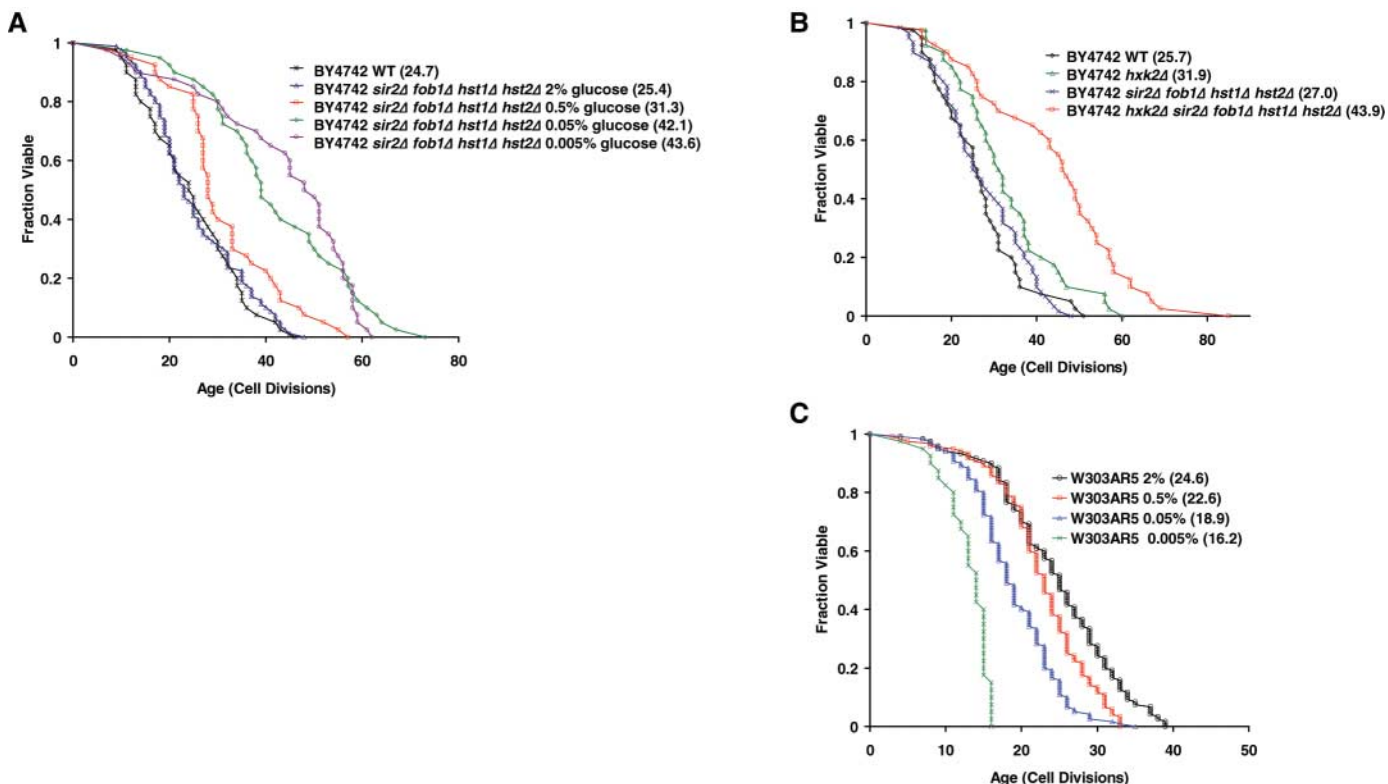 A
Fraction Viable
1
0.8
0.6
0.4
0.2
0
0 20 40 60 80
Age (Cell Divisions)
BY4742 WT (24.7)
BY4742 sir2Δ fob1Δ hst1Δ hst2Δ 2% glucose (25.4)
BY4742 sir2Δ fob1Δ hst1Δ hst2Δ 0.5% glucose (31.3)
BY4742 sir2Δ fob1Δ hst1Δ hst2Δ 0.05% glucose (42.1)
BY4742 sir2Δ fob1Δ hst1Δ hst2Δ 0.005% glucose (43.6)
B
Fraction Viable
1
0.8
0.6
0.4
0.2
0
0 20 40 60 80
Age (Cell Divisions)
BY4742 WT (25.7)
BY4742 hxk2Δ (31.9)
BY4742 sir2Δ fob1Δ hst1Δ hst2Δ (27.0)
BY4742 hxk2Δ sir2Δ fob1Δ hst1Δ hst2Δ (43.9)
C
Fraction Viable
1
0.8
0.6
0.4
0.2
0
0 10 20 30 40 50
Age (Cell Divisions)
W303AR5 2% (24.6)
W303AR5 0.5% (22.6)
W303AR5 0.05% (18.9)
W303AR5 0.005% (16.2)